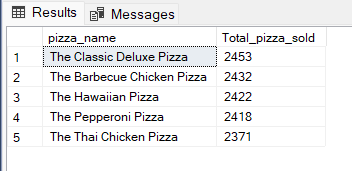 Results Messages
pizza_name Total_pizza_sold
1 The Classic Deluxe Pizza 2453
2 The Barbecue Chicken Pizza 2432
3 The Hawaiian Pizza 2422
4 The Pepperoni Pizza 2418
5 The Thai Chicken Pizza 2371